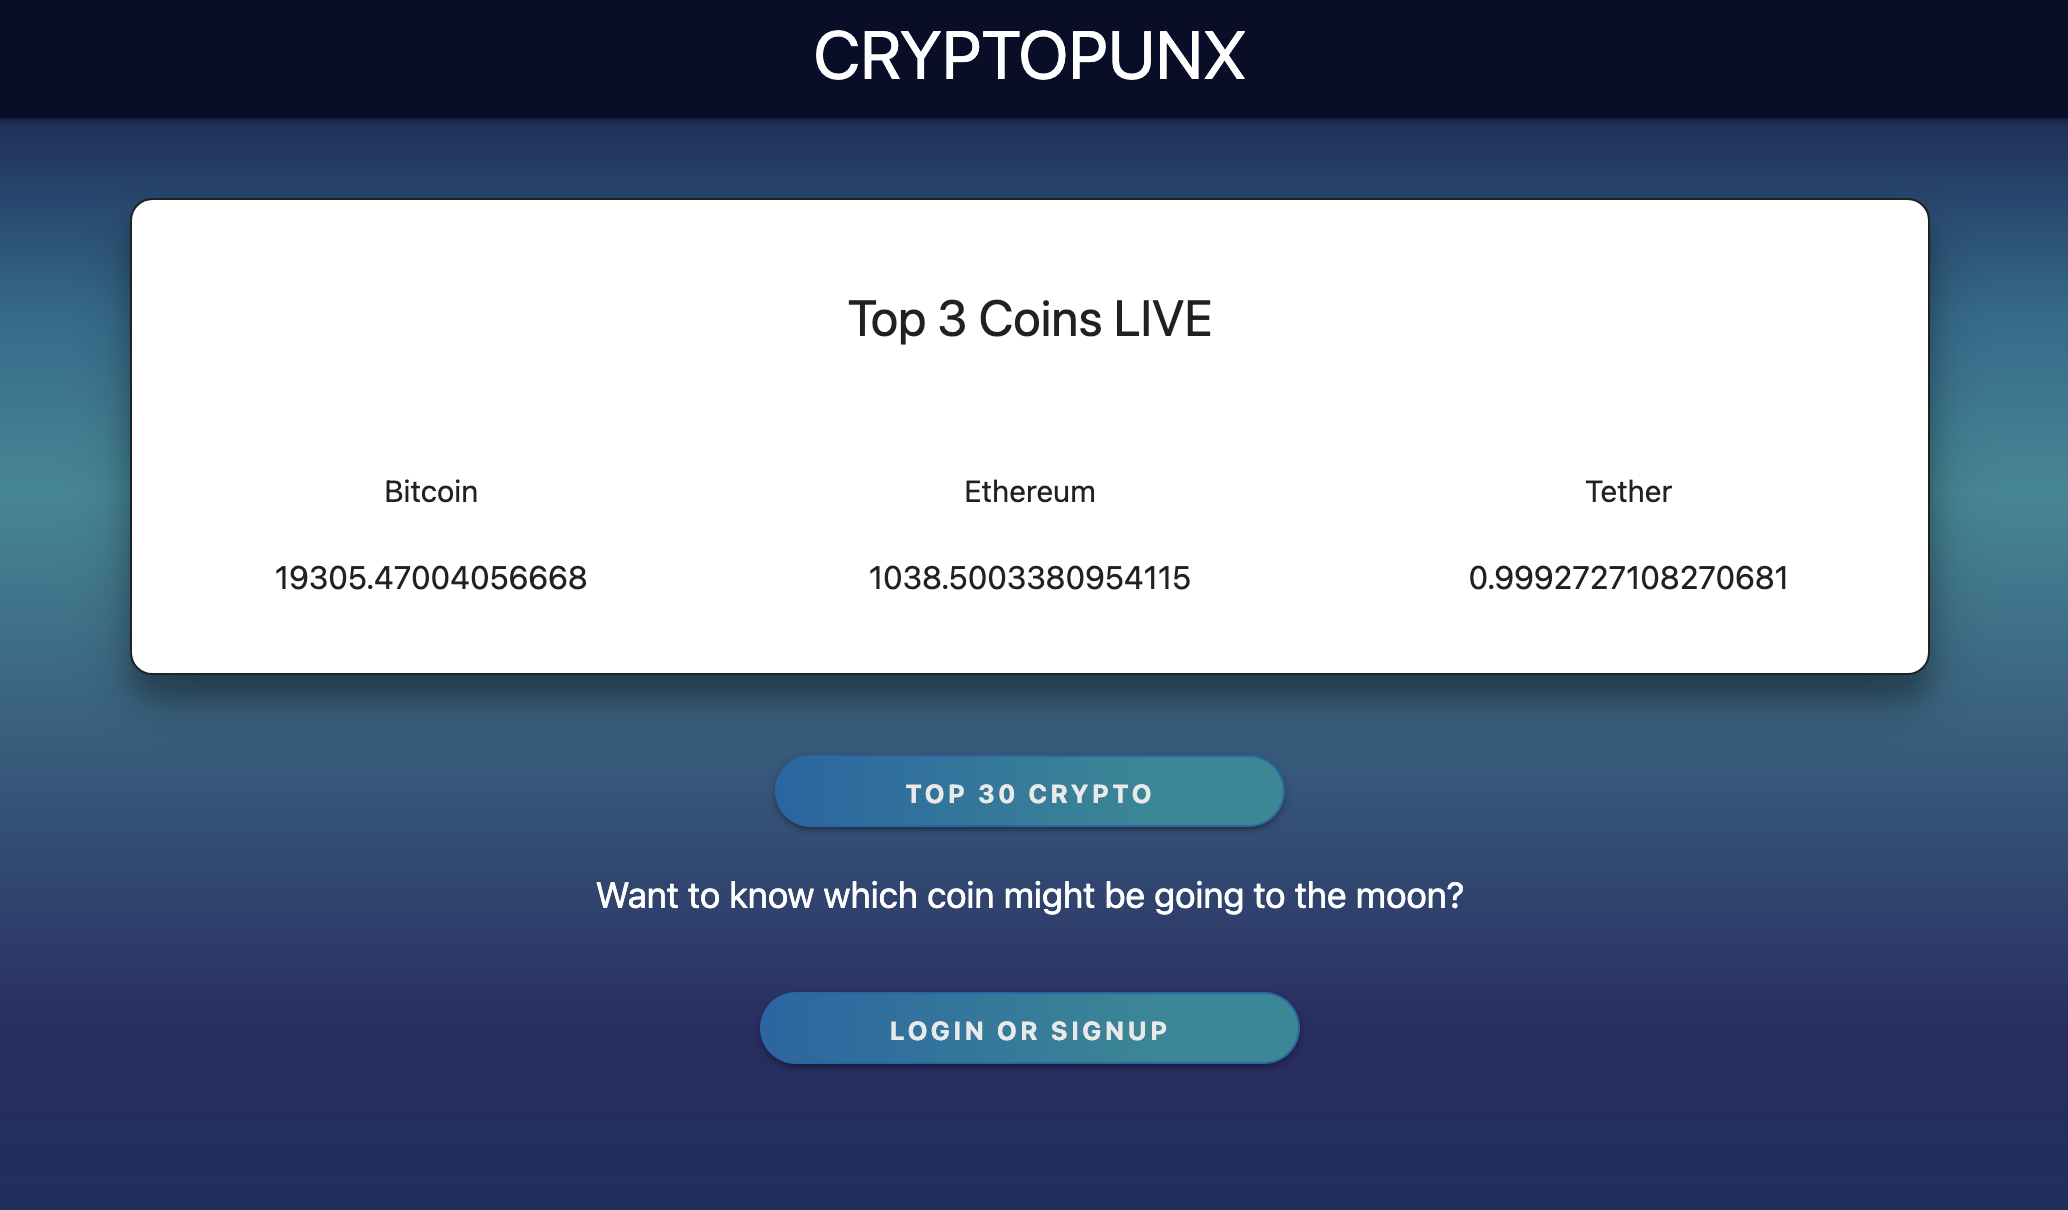 CRYPTOPUNX
Top 3 Coins LIVE
Bitcoin Ethereum Tether
19305.47004056668 1038.5003380954115 0.9992727108270681
TOP 30 CRYPTO
Want to know which coin might be going to the moon?
LOGIN OR SIGNUP